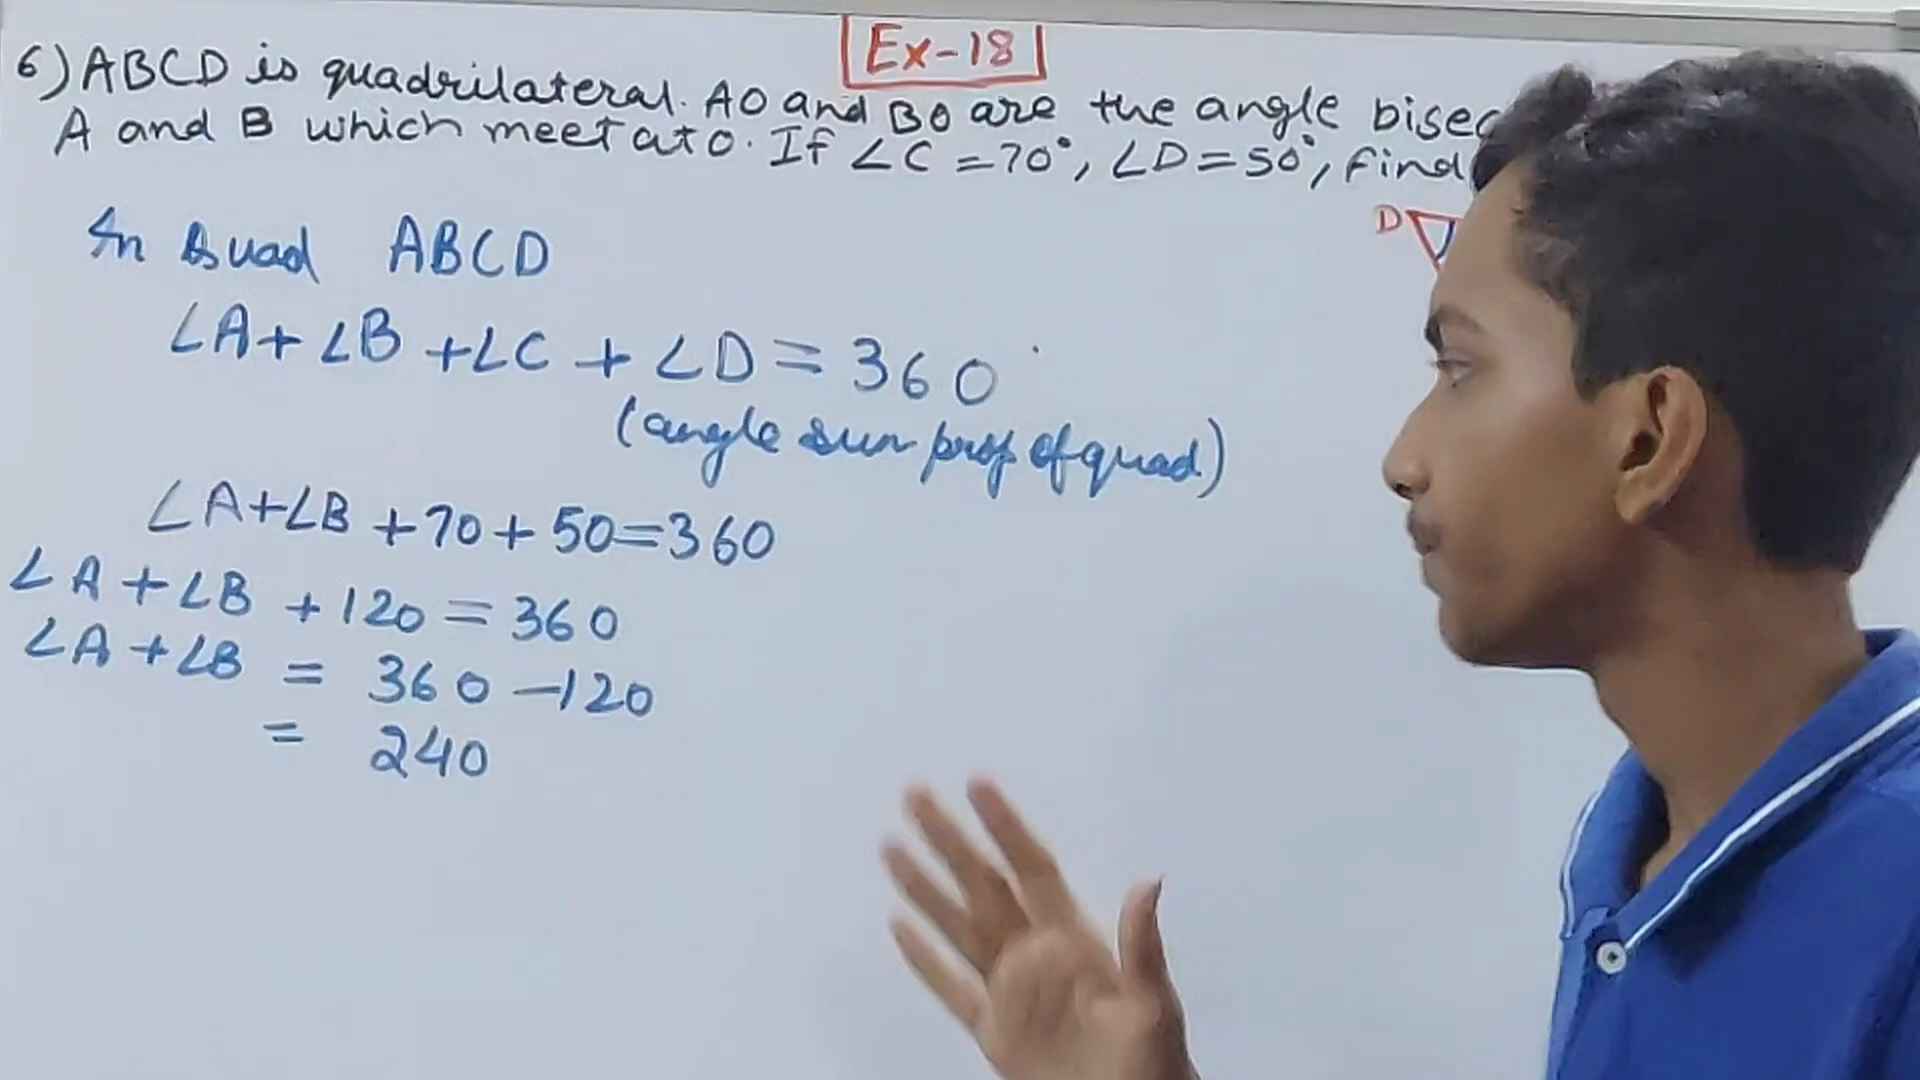 Ex-18
6) ABCD is quadrilateral. AO and BO are the angle bisec
A and B which meet at O. If ∠C = 70°, ∠D = 50°, find
D
In Quad ABCD
∠A + ∠B + ∠C + ∠D = 360
(angle sum prop of quad)
∠A + ∠B + 70 + 50 = 360
∠A + ∠B + 120 = 360
∠A + ∠B = 360 - 120
= 240